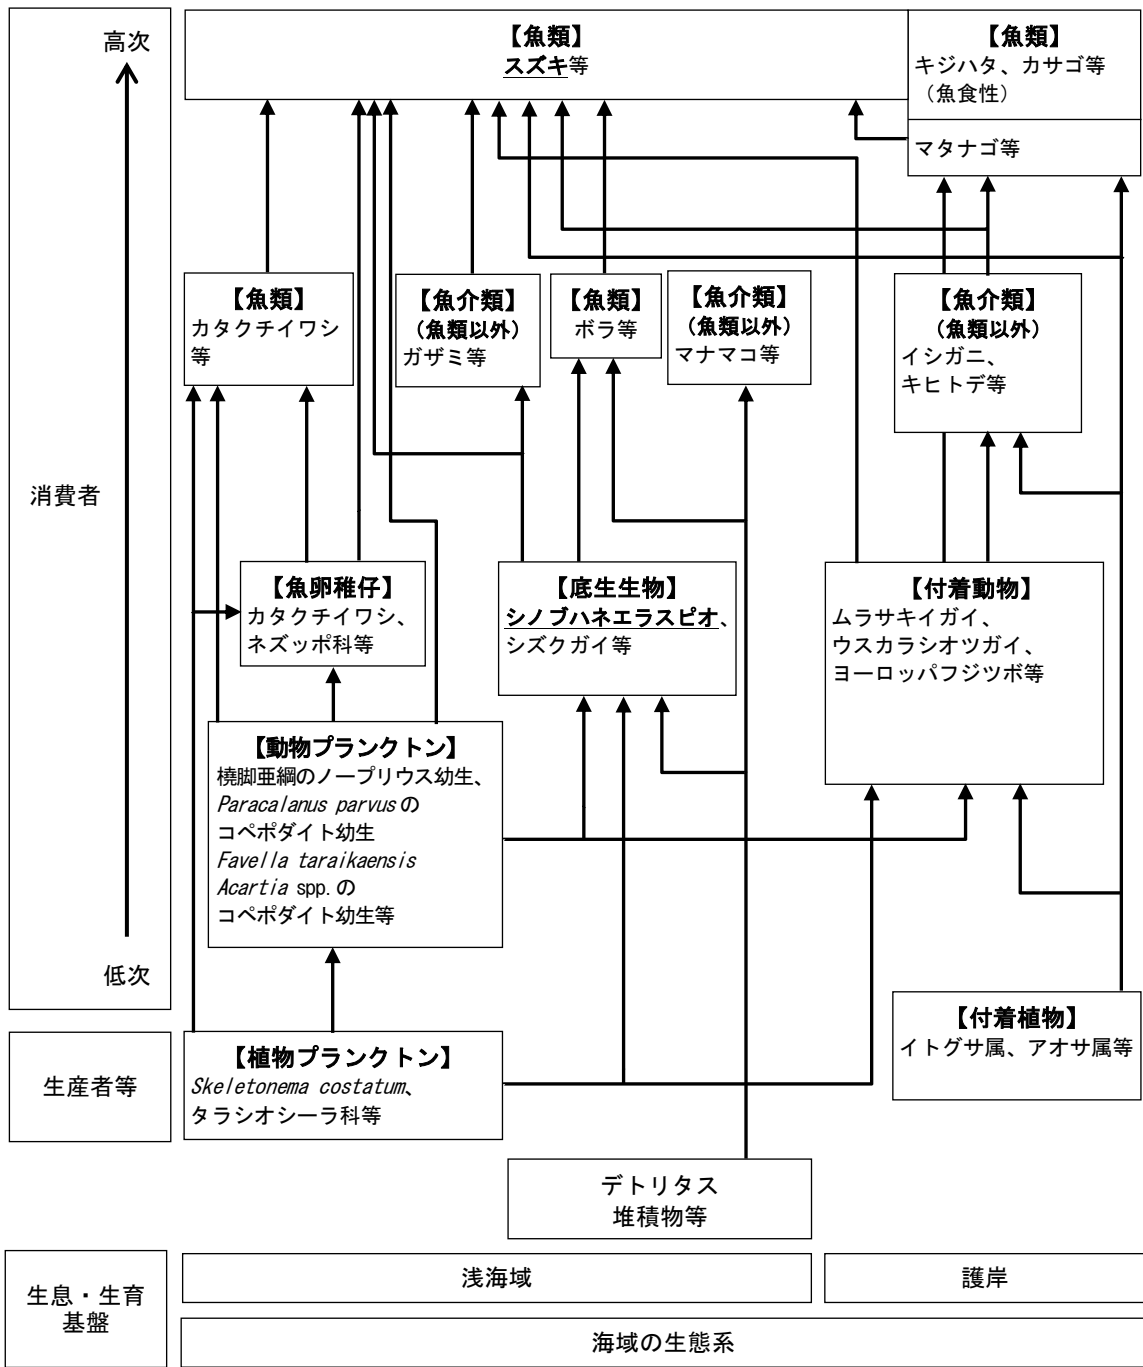 高次
消費者
低次
【魚類】
スズキ等
【魚類】
キジハタ、カサゴ等
（魚食性）
マタナゴ等
【魚類】
カタクチイワシ
等
【魚介類】
（魚類以外）
ガザミ等
【魚類】
ボラ等
【魚介類】
（魚類以外）
マナマコ等
【魚介類】
（魚類以外）
イシガニ、
キヒトデ等
【魚卵稚仔】
カタクチイワシ、
ネズッポ科等
【底生生物】
シノブハネエラスピオ、
シズクガイ等
【付着動物】
ムラサキイガイ、
ウスカラシオツガイ、
ヨーロッパフジツボ等
【動物プランクトン】
橈脚亜綱のノープリウス幼生、
Paracalanus parvusの
コペポダイト幼生
Favella taraikaensis
Acartia spp.の
コペポダイト幼生等
生産者等
【植物プランクトン】
Skeletonema costatum、
タラシオシーラ科等
【付着植物】
イトグサ属、アオサ属等
デトリタス
堆積物等
生息・生育
基盤
浅海域
護岸
海域の生態系